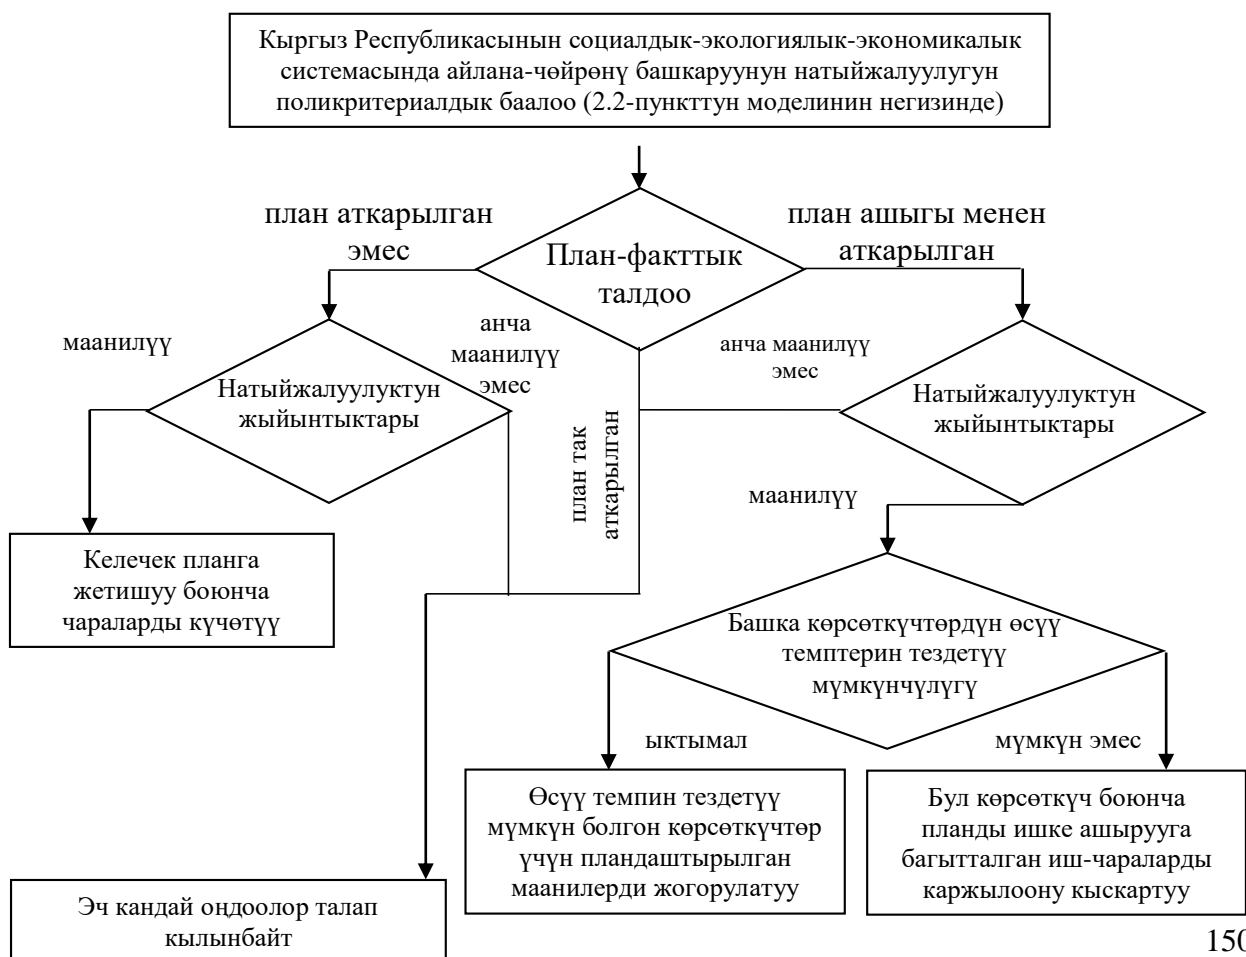 Кыргыз Республикасынын социалдык-экологиялык-экономикалык
системасында айлана-чөйрөнү башкаруунун натыйжалуулугун
поликритериалдык баалоо (2.2-пункттун моделинин негизинде)
план аткарылган
эмес
План-факттык
талдоо
план ашыгы менен
аткарылган
маанилүү
Натыйжалуулуктун
жыйынтыктары
анча
маанилүү
эмес
план так
аткарылган
анча маанилүү
эмес
Натыйжалуулуктун
жыйынтыктары
маанилүү
Келечек планга
жетишуу боюнча
чараларды күчөтүү
Башка көрсөткүчтөрдүн өсүү
темптерин тездетүү
мүмкүнчүлүгү
ыктымал
мүмкүн эмес
Өсүү темпин тездетүү
мүмкүн болгон көрсөткүчтөр
үчүн пландаштырылган
маанилерди жогорулатуу
Бул көрсөткүч боюнча
планды ишке ашырууга
багытталган иш-чараларды
каржылоону кыскартуу
Эч кандай оңдоолор талап
кылынбайт
150